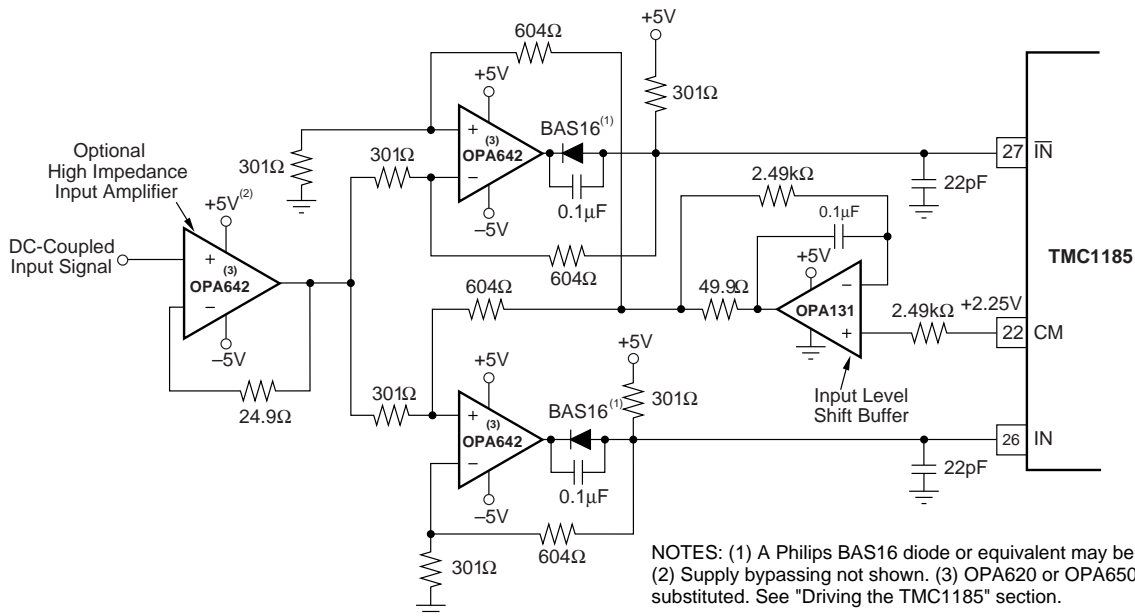 +5V
604Ω
+5V
301Ω
+
(3)
OPA642
–
–5V
BAS16(1)
0.1µF
301Ω
301Ω
604Ω
Optional
High Impedance
Input Amplifier
+5V(2)
DC-Coupled
Input Signal
+
(3)
OPA642
–
–5V
24.9Ω
27
IN
22pF
2.49kΩ
0.1µF
+5V
–
OPA131
+
49.9Ω
604Ω
2.49kΩ
+2.25V
22
CM
TMC1185
Input Level
Shift Buffer
301Ω
+5V
+
(3)
OPA642
–
–5V
BAS16(1)
0.1µF
+5V
301Ω
604Ω
301Ω
26
IN
22pF
NOTES: (1) A Philips BAS16 diode or equivalent may be
(2) Supply bypassing not shown. (3) OPA620 or OPA650
substituted. See "Driving the TMC1185" section.